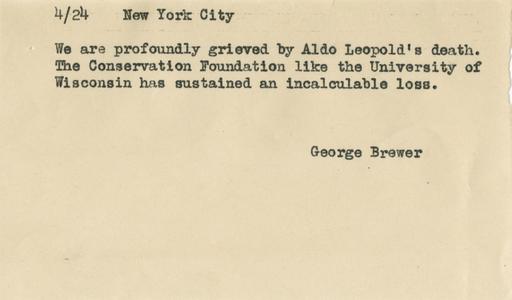 4/24 New York City
We are profoundly grieved by Aldo Leopold's death.
The Conservation Foundation like the University of
Wisconsin has sustained an incalculable loss.
George Brewer